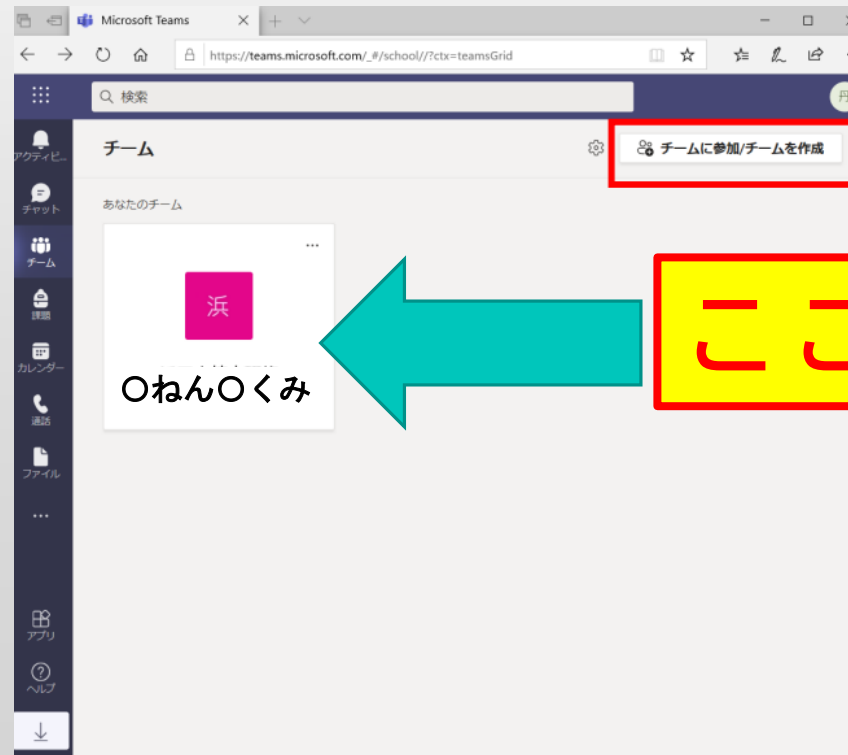 Microsoft Teams
https://teams.microsoft.com/_#/school//?ctx=teamsGrid
検索
丹
アクティビ...
チーム
チームに参加/チームを作成
チャット
あなたのチーム
チーム
浜
課題
ここ
カレンダー
〇ねん〇くみ
通話
ファイル
アプリ
ヘルプ